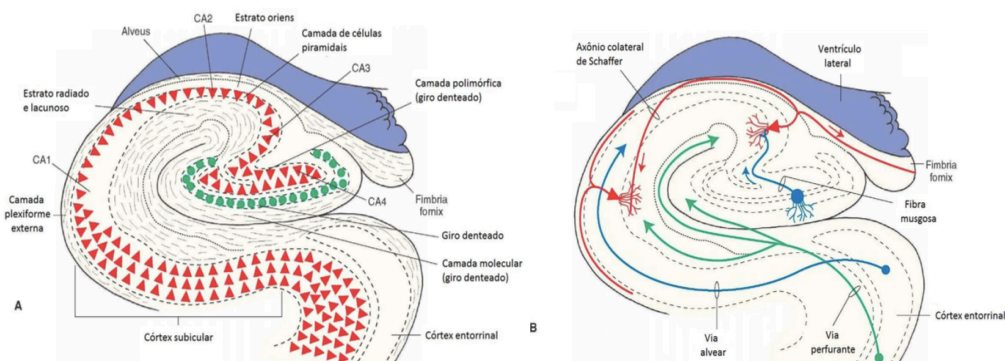 CA2
Estrato oriens
Alveus
Camada de células
piramidais
CA3
Estrato radiado
e lacunoso
Camada polimórfica
(giro denteado)
CA1
Camada
plexiforme
externa
Fimbria
fornix
CA4
Giro denteado
Camada molecular
(giro denteado)
A
Córtex subicular
Córtex entorrinal
Axônio colateral
de Schaffer
Ventrículo
lateral
Fimbria
fornix
Fibra
musgosa
Córtex entorrinal
B
Via
alvear
Via
perfurante